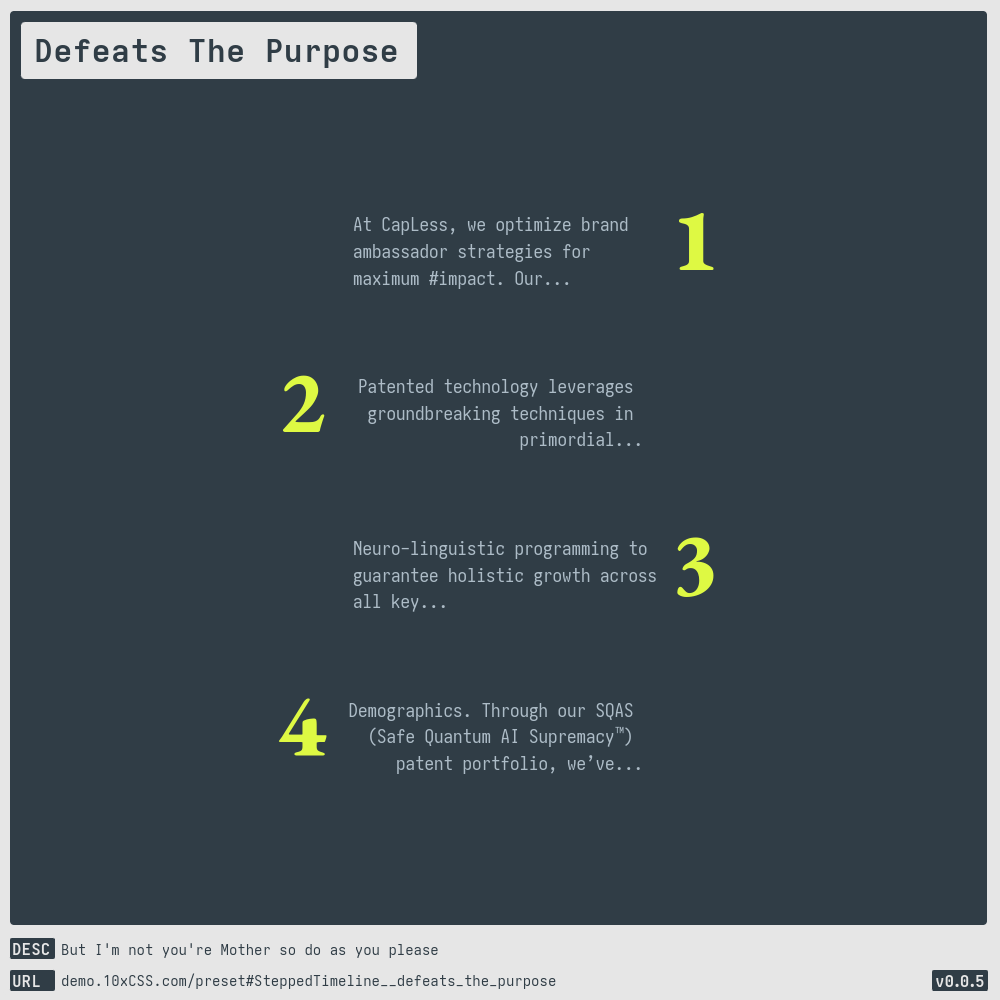 Defeats The Purpose
At CapLess, we optimize brand
ambassador strategies for
maximum #impact. Our...
1
2
Patented technology leverages
groundbreaking techniques in
primordial...
Neuro-linguistic programming to
guarantee holistic growth across
all key...
3
4
Demographics. Through our SQAS
(Safe Quantum AI Supremacy™)
patent portfolio, we’ve...
DESC But I'm not you're Mother so do as you please
URL demo.10xCSS.com/preset#SteppedTimeline__defeats_the_purpose
v0.0.5